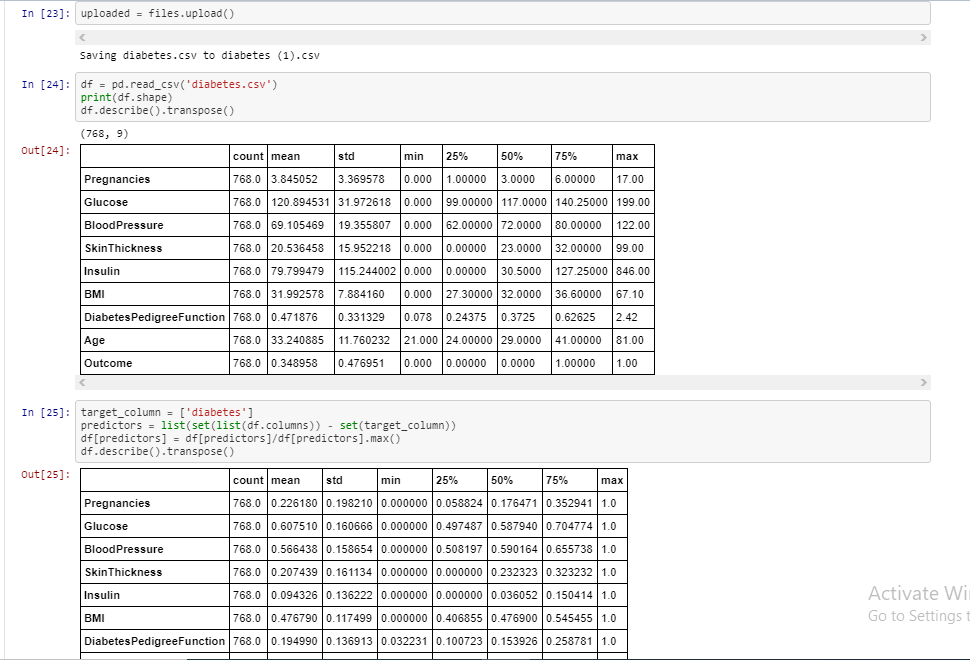 In [23]: uploaded = files.upload()
Saving diabetes.csv to diabetes (1).csv
In [24]: df = pd.read_csv('diabetes.csv')
print(df.shape)
df.describe().transpose()
(768, 9)
Out[24]:
count mean std min 25% 50% 75% max
Pregnancies 768.0 3.845052 3.369578 0.000 1.00000 3.0000 6.00000 17.00
Glucose 768.0 120.894531 31.972618 0.000 99.00000 117.0000 140.25000 199.00
BloodPressure 768.0 69.105469 19.355807 0.000 62.00000 72.0000 80.00000 122.00
SkinThickness 768.0 20.536458 15.952218 0.000 0.00000 23.0000 32.00000 99.00
Insulin 768.0 79.799479 115.244002 0.000 0.00000 30.5000 127.25000 846.00
BMI 768.0 31.992578 7.884160 0.000 27.30000 32.0000 36.60000 67.10
DiabetesPedigreeFunction 768.0 0.471876 0.331329 0.078 0.24375 0.3725 0.62625 2.42
Age 768.0 33.240885 11.760232 21.000 24.00000 29.0000 41.00000 81.00
Outcome 768.0 0.348958 0.476951 0.000 0.00000 0.0000 1.00000 1.00
In [25]: target_column = ['diabetes']
predictors = list(set(list(df.columns)) - set(target_column))
df[predictors] = df[predictors]/df[predictors].max()
df.describe().transpose()
Out[25]:
count mean std min 25% 50% 75% max
Pregnancies 768.0 0.226180 0.198210 0.000000 0.058824 0.176471 0.352941 1.0
Glucose 768.0 0.607510 0.160666 0.000000 0.497487 0.587940 0.704774 1.0
BloodPressure 768.0 0.566438 0.158654 0.000000 0.508197 0.590164 0.655738 1.0
SkinThickness 768.0 0.207439 0.161134 0.000000 0.000000 0.232323 0.323232 1.0
Insulin 768.0 0.094326 0.136222 0.000000 0.000000 0.036052 0.150414 1.0
BMI 768.0 0.476790 0.117499 0.000000 0.406855 0.476900 0.545455 1.0
DiabetesPedigreeFunction 768.0 0.194990 0.136913 0.032231 0.100723 0.153926 0.258781 1.0
Activate Wi
Go to Settings t